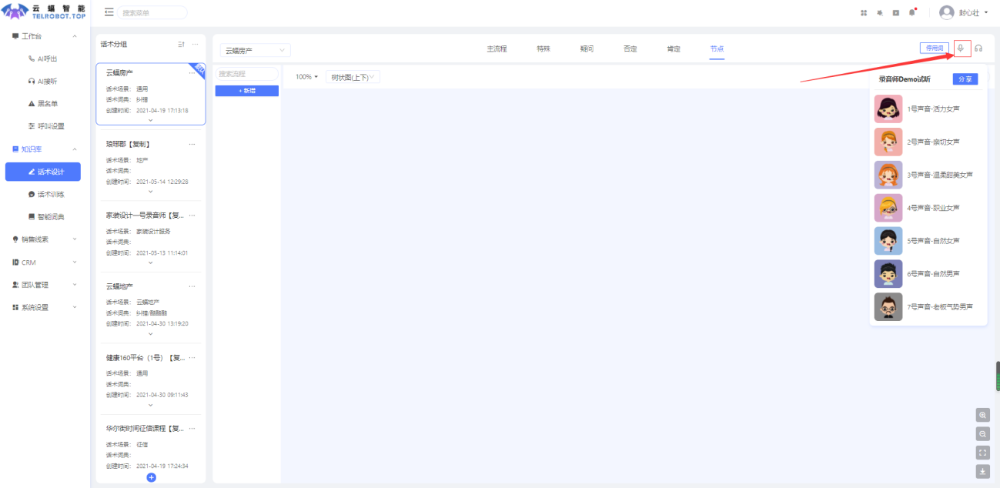 云蝠智能
TELROBOT.TOP
搜索菜单
封心壮
工作台
AI呼出
AI接听
黑名单
呼叫设置
知识库
话术设计
话术训练
智能词典
销售线索
CRM
团队管理
系统设置
话术分组
云蝠房产
默认
话术场景: 通用
话术词典: 纠错
创建时间: 2021-04-19 17:13:18
琅琊郡【复制】
话术场景: 地产
话术词典:
创建时间: 2021-05-14 12:29:28
家装设计一号录音师【复...
话术场景: 家装设计服务
话术词典:
创建时间: 2021-05-13 11:14:01
云蝠地产
话术场景: 云蝠地产
话术词典: 纠错/酷酷酷
创建时间: 2021-04-30 13:19:20
健康160平台（1号）【复...
话术场景: 通用
话术词典:
创建时间: 2021-04-30 09:11:43
华尔街时间征信课程【复...
话术场景: 征信
话术词典:
创建时间: 2021-04-19 17:24:34
云蝠房产
主流程 特殊 疑问 否定 肯定 节点
停用词
搜索流程
+ 新增
100% 树状图(上下)
录音师Demo试听
分享
1号声音-活力女声
2号声音-亲切女声
3号声音-温柔甜美女声
4号声音-职业女声
5号声音-自然女声
6号声音-自然男声
7号声音-老板气势男声